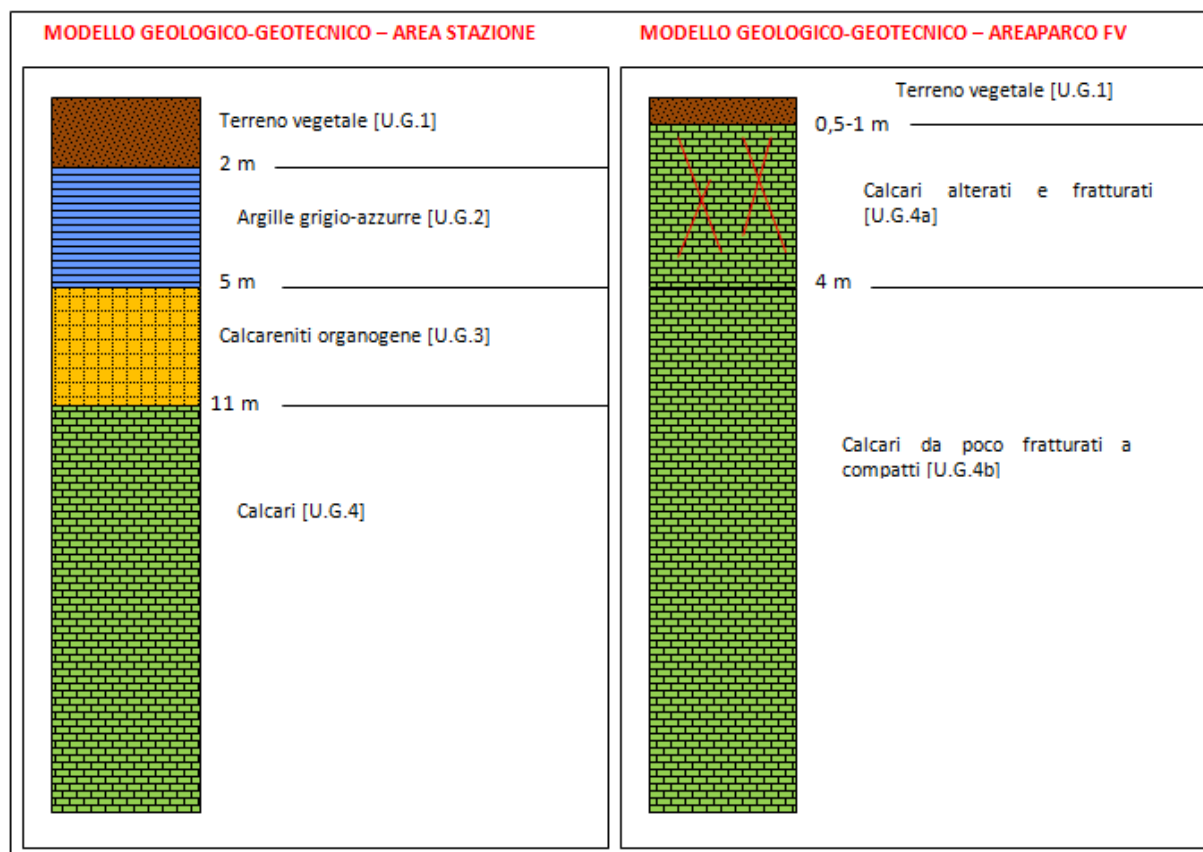 MODELLO GEOLOGICO-GEOTECNICO – AREA STAZIONE
Terreno vegetale [U.G.1]
2 m
Argille grigio-azzurre [U.G.2]
5 m
Calcareniti organogene [U.G.3]
11 m
Calcari [U.G.4]
MODELLO GEOLOGICO-GEOTECNICO – AREAPARCO FV
Terreno vegetale [U.G.1]
0,5-1 m
Calcari alterati e fratturati
[U.G.4a]
4 m
Calcari da poco fratturati a
compatti [U.G.4b]